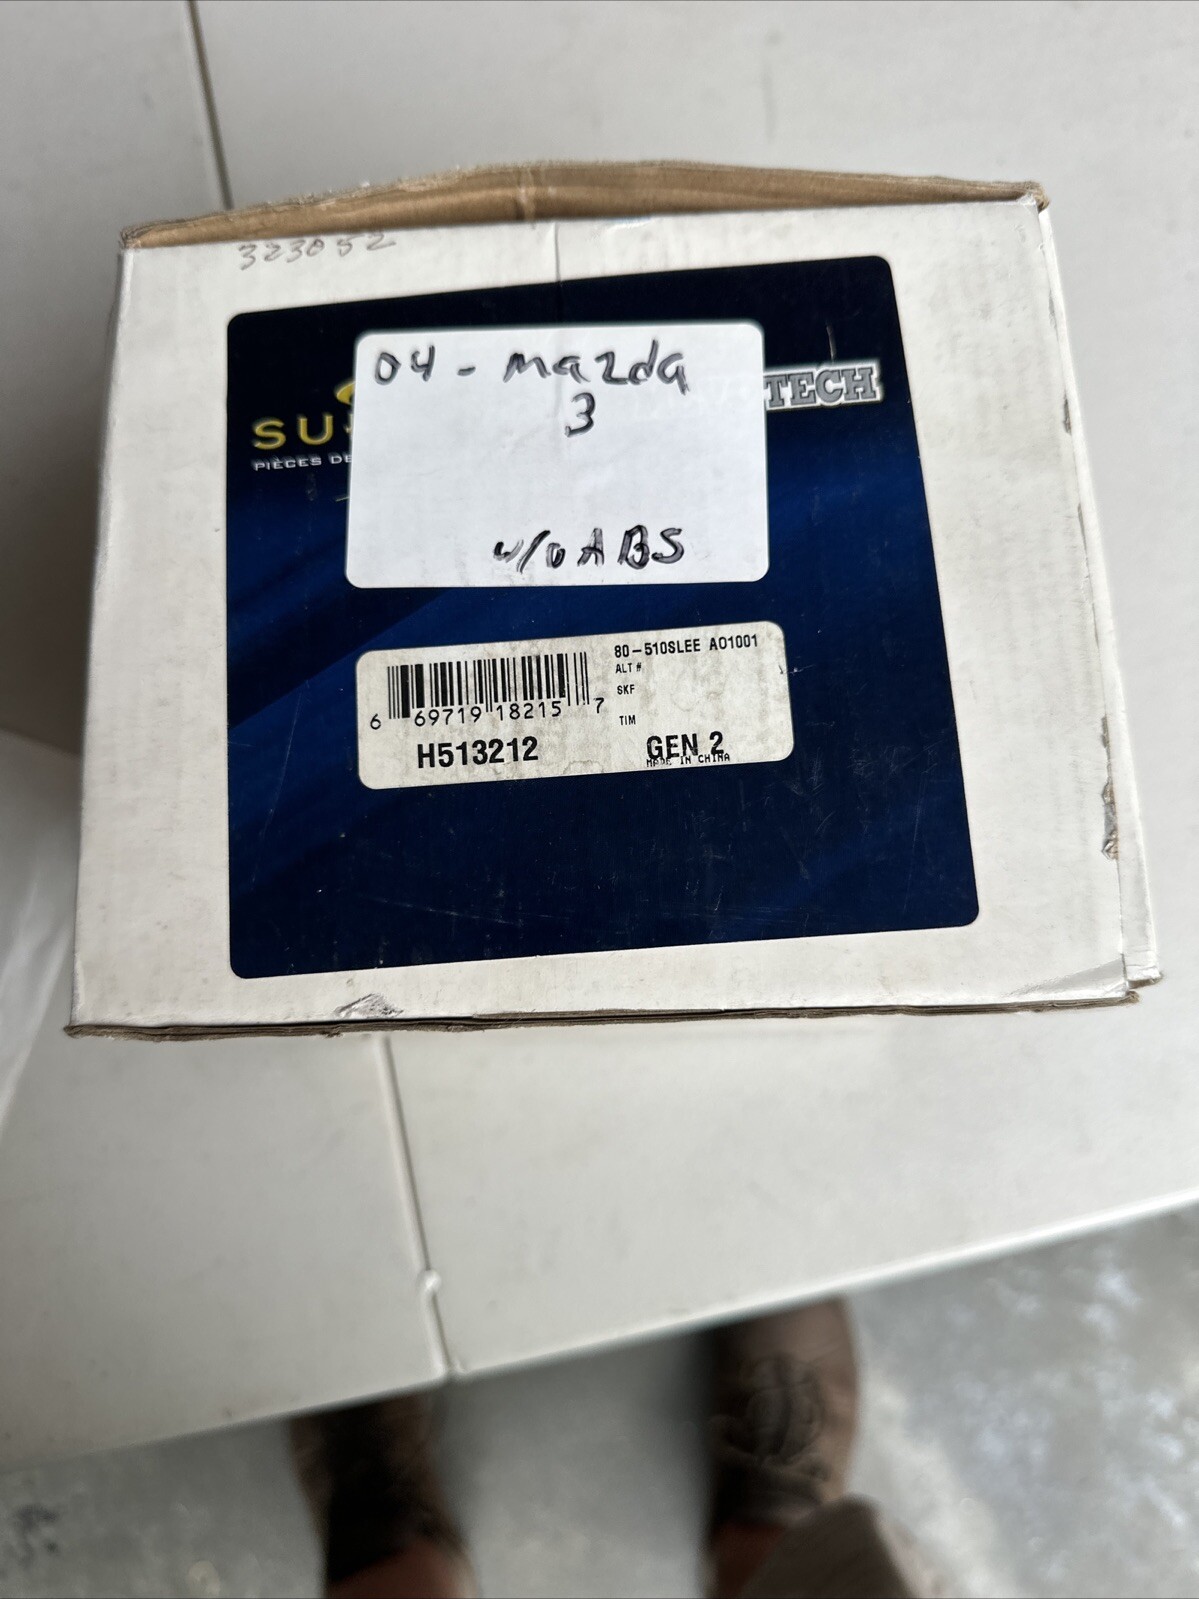 323052
04 - Mazda
3
TECH
SU
PIÈCES DE
w/o ABS
80-510SLEE A01001
ALT #
SKF
6 69719 18215 7
TIM
H513212
GEN 2
MADE IN CHINA